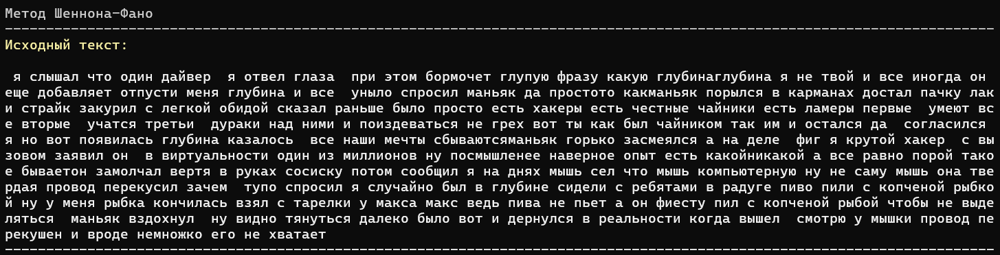 Метод Шеннона-Фано
------------------------------------------------------------------------------------------------------------------------
Исходный текст:
 я слышал что один дайвер  я отвел глаза  при этом бормочет глупую фразу какую глубинаглубина я не твой и все иногда он
еще добавляет отпусти меня глубина и все  уныло спросил маньяк да простото какманьяк порылся в карманах достал пачку лак
и страйк закурил с легкой обидой сказал раньше было просто есть хакеры есть честные чайники есть ламеры первые  умеют вс
е вторые  учатся третьи  дураки над ними и поиздеваться не грех вот ты как был чайником так им и остался да  согласился
я но вот появилась глубина казалось  все наши мечты сбываютсяманьяк горько засмеялся а на деле  фиг я крутой хакер  с вы
зовом заявил он  в виртуальности один из миллионов ну посмышленее наверное опыт есть какойникакой а все равно порой тако
е бываетон замолчал вертя в руках сосиску потом сообщил я на днях мышь сел что мышь компьютерную ну не саму мышь она тве
рдая провод перекусил зачем  тупо спросил я случайно был в глубине сидели с ребятами в радуге пиво пили с копченой рыбко
й ну у меня рыбка кончилась взял с тарелки у макса макс ведь пива не пьет а он фиесту пил с копченой рыбой чтобы не выде
ляться  маньяк вздохнул  ну видно тянуться далеко было вот и дернулся в реальности когда вышел  смотрю у мышки провод пе
рекушен и вроде немножко его не хватает
------------------------------------------------------------------------------------------------------------------------